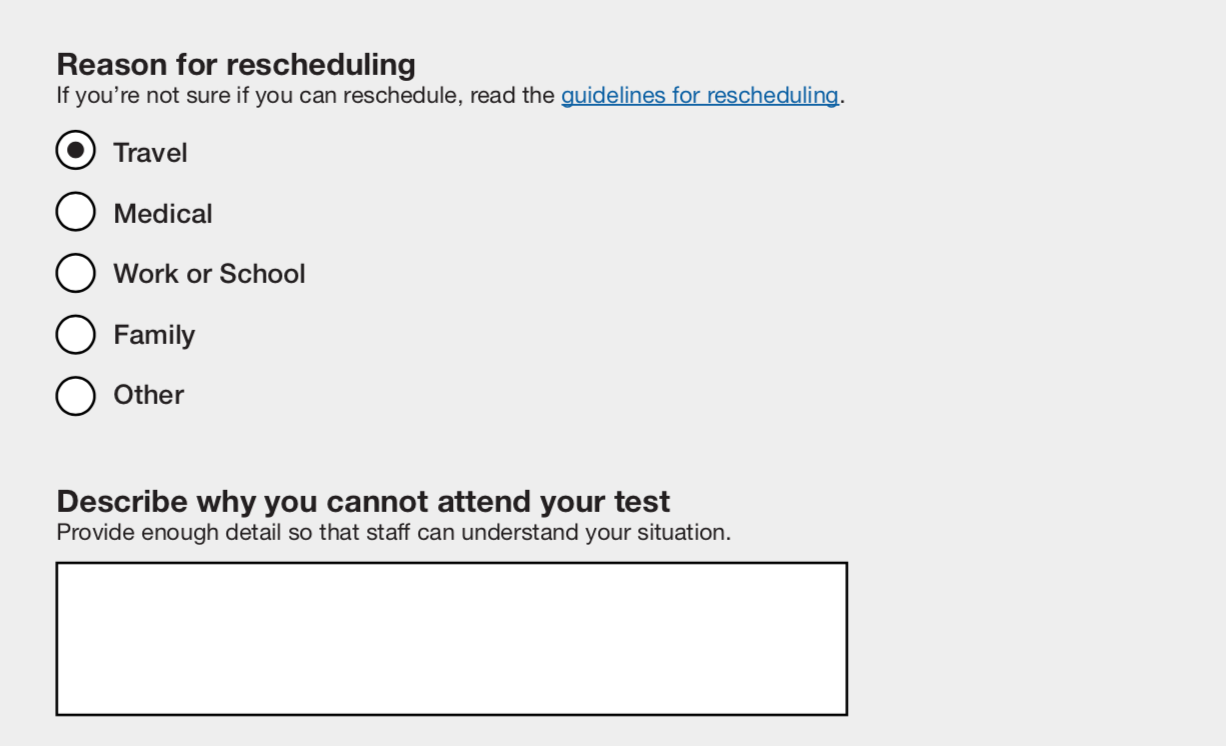 Reason for rescheduling
If you’re not sure if you can reschedule, read the guidelines for rescheduling.
Travel
Medical
Work or School
Family
Other
Describe why you cannot attend your test
Provide enough detail so that staff can understand your situation.